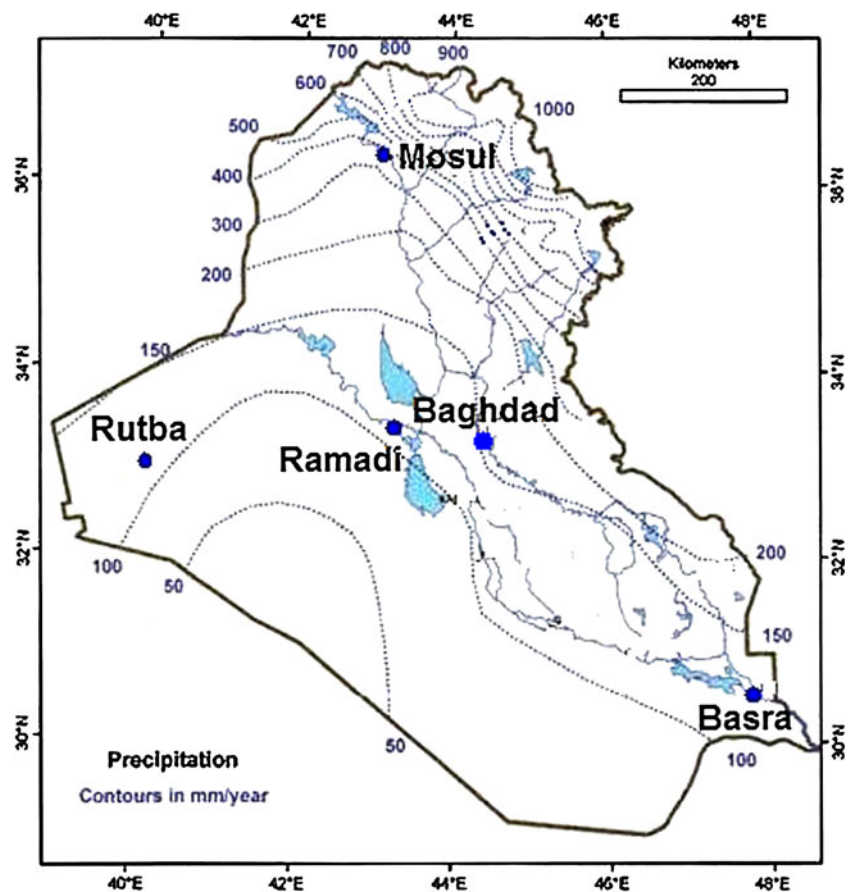 40°E 42°E 44°E 46°E 48°E
700 800 900
Kilometers
200
600
1000
500
Mosul
36°N 36°N
400
300
200
150
34°N 34°N
Baghdad
Rutba
Ramadi
32°N 32°N
200
100
50
150
Basra
30°N 30°N
50
100
Precipitation
Contours in mm/year
40°E 42°E 44°E 46°E 48°E